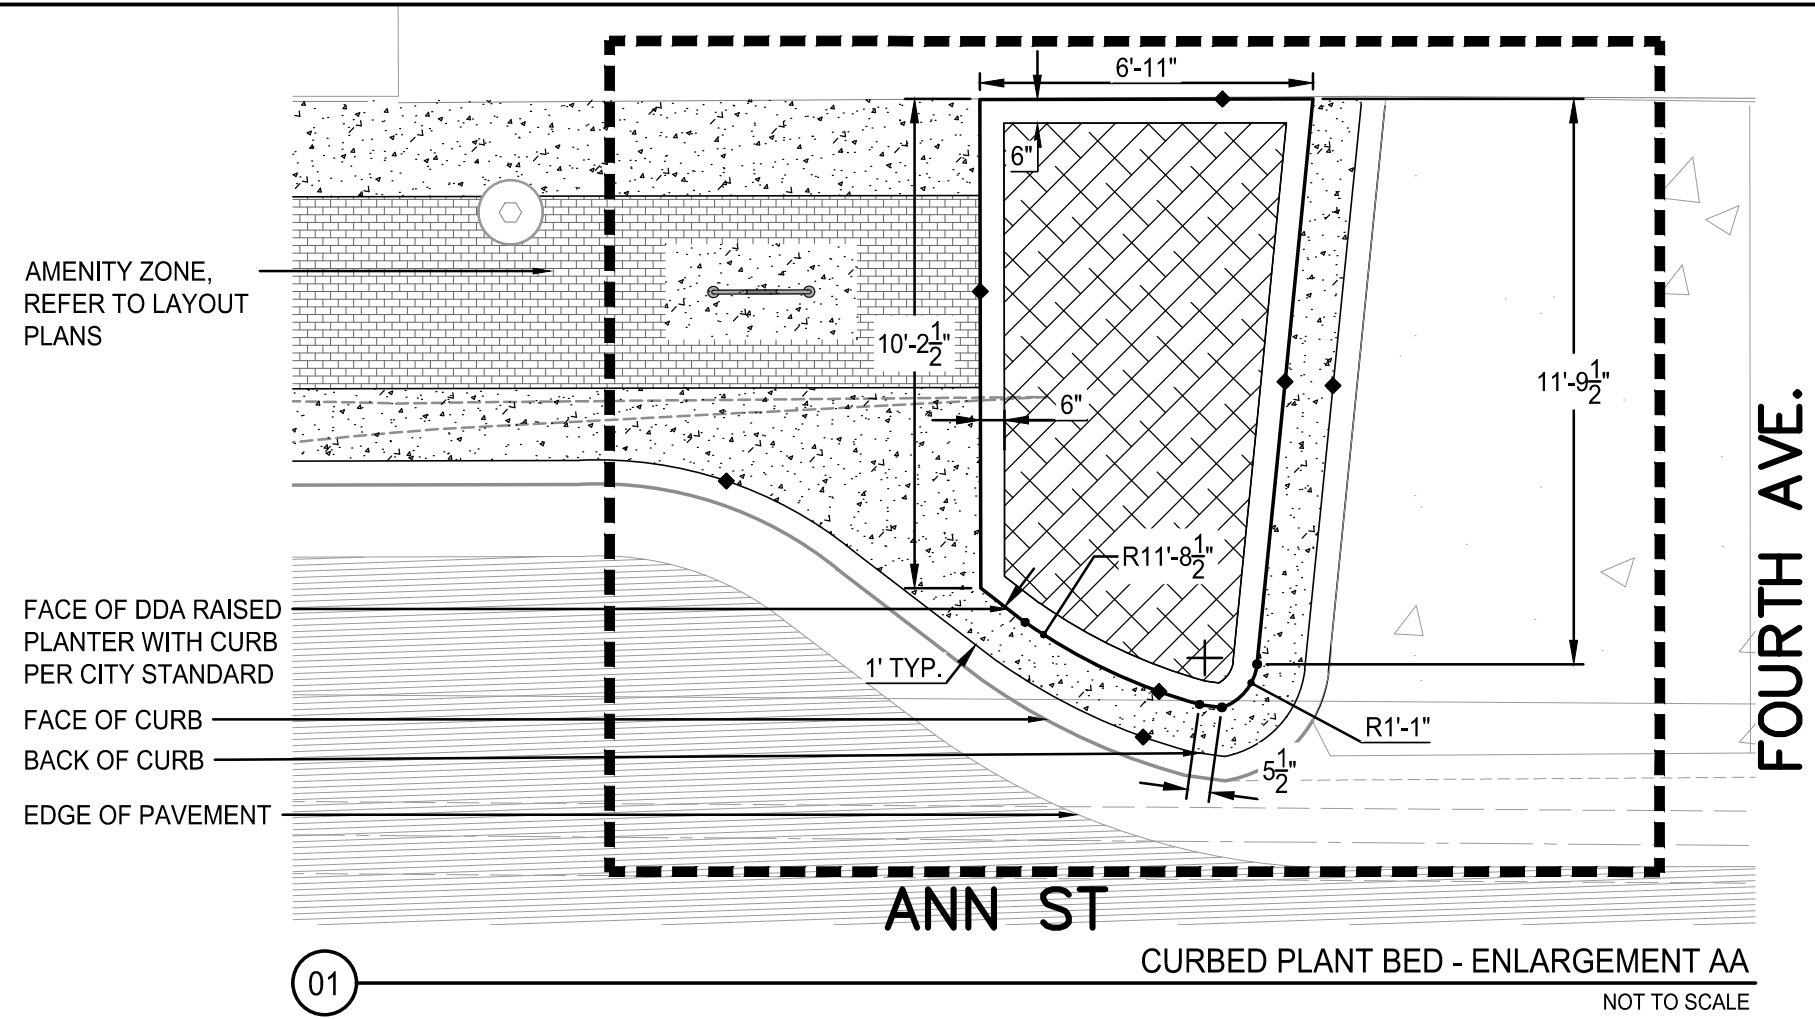 6'-11"
6"
AMENITY ZONE,
REFER TO LAYOUT
PLANS
10'-2 1/2"
11'-9 1/2"
6"
R11'-8 1/2"
FACE OF DDA RAISED
PLANTER WITH CURB
PER CITY STANDARD
1' TYP.
FACE OF CURB
R1'-1"
BACK OF CURB
5 1/2"
EDGE OF PAVEMENT
FOURTH AVE.
ANN ST
CURBED PLANT BED - ENLARGEMENT AA
01
NOT TO SCALE